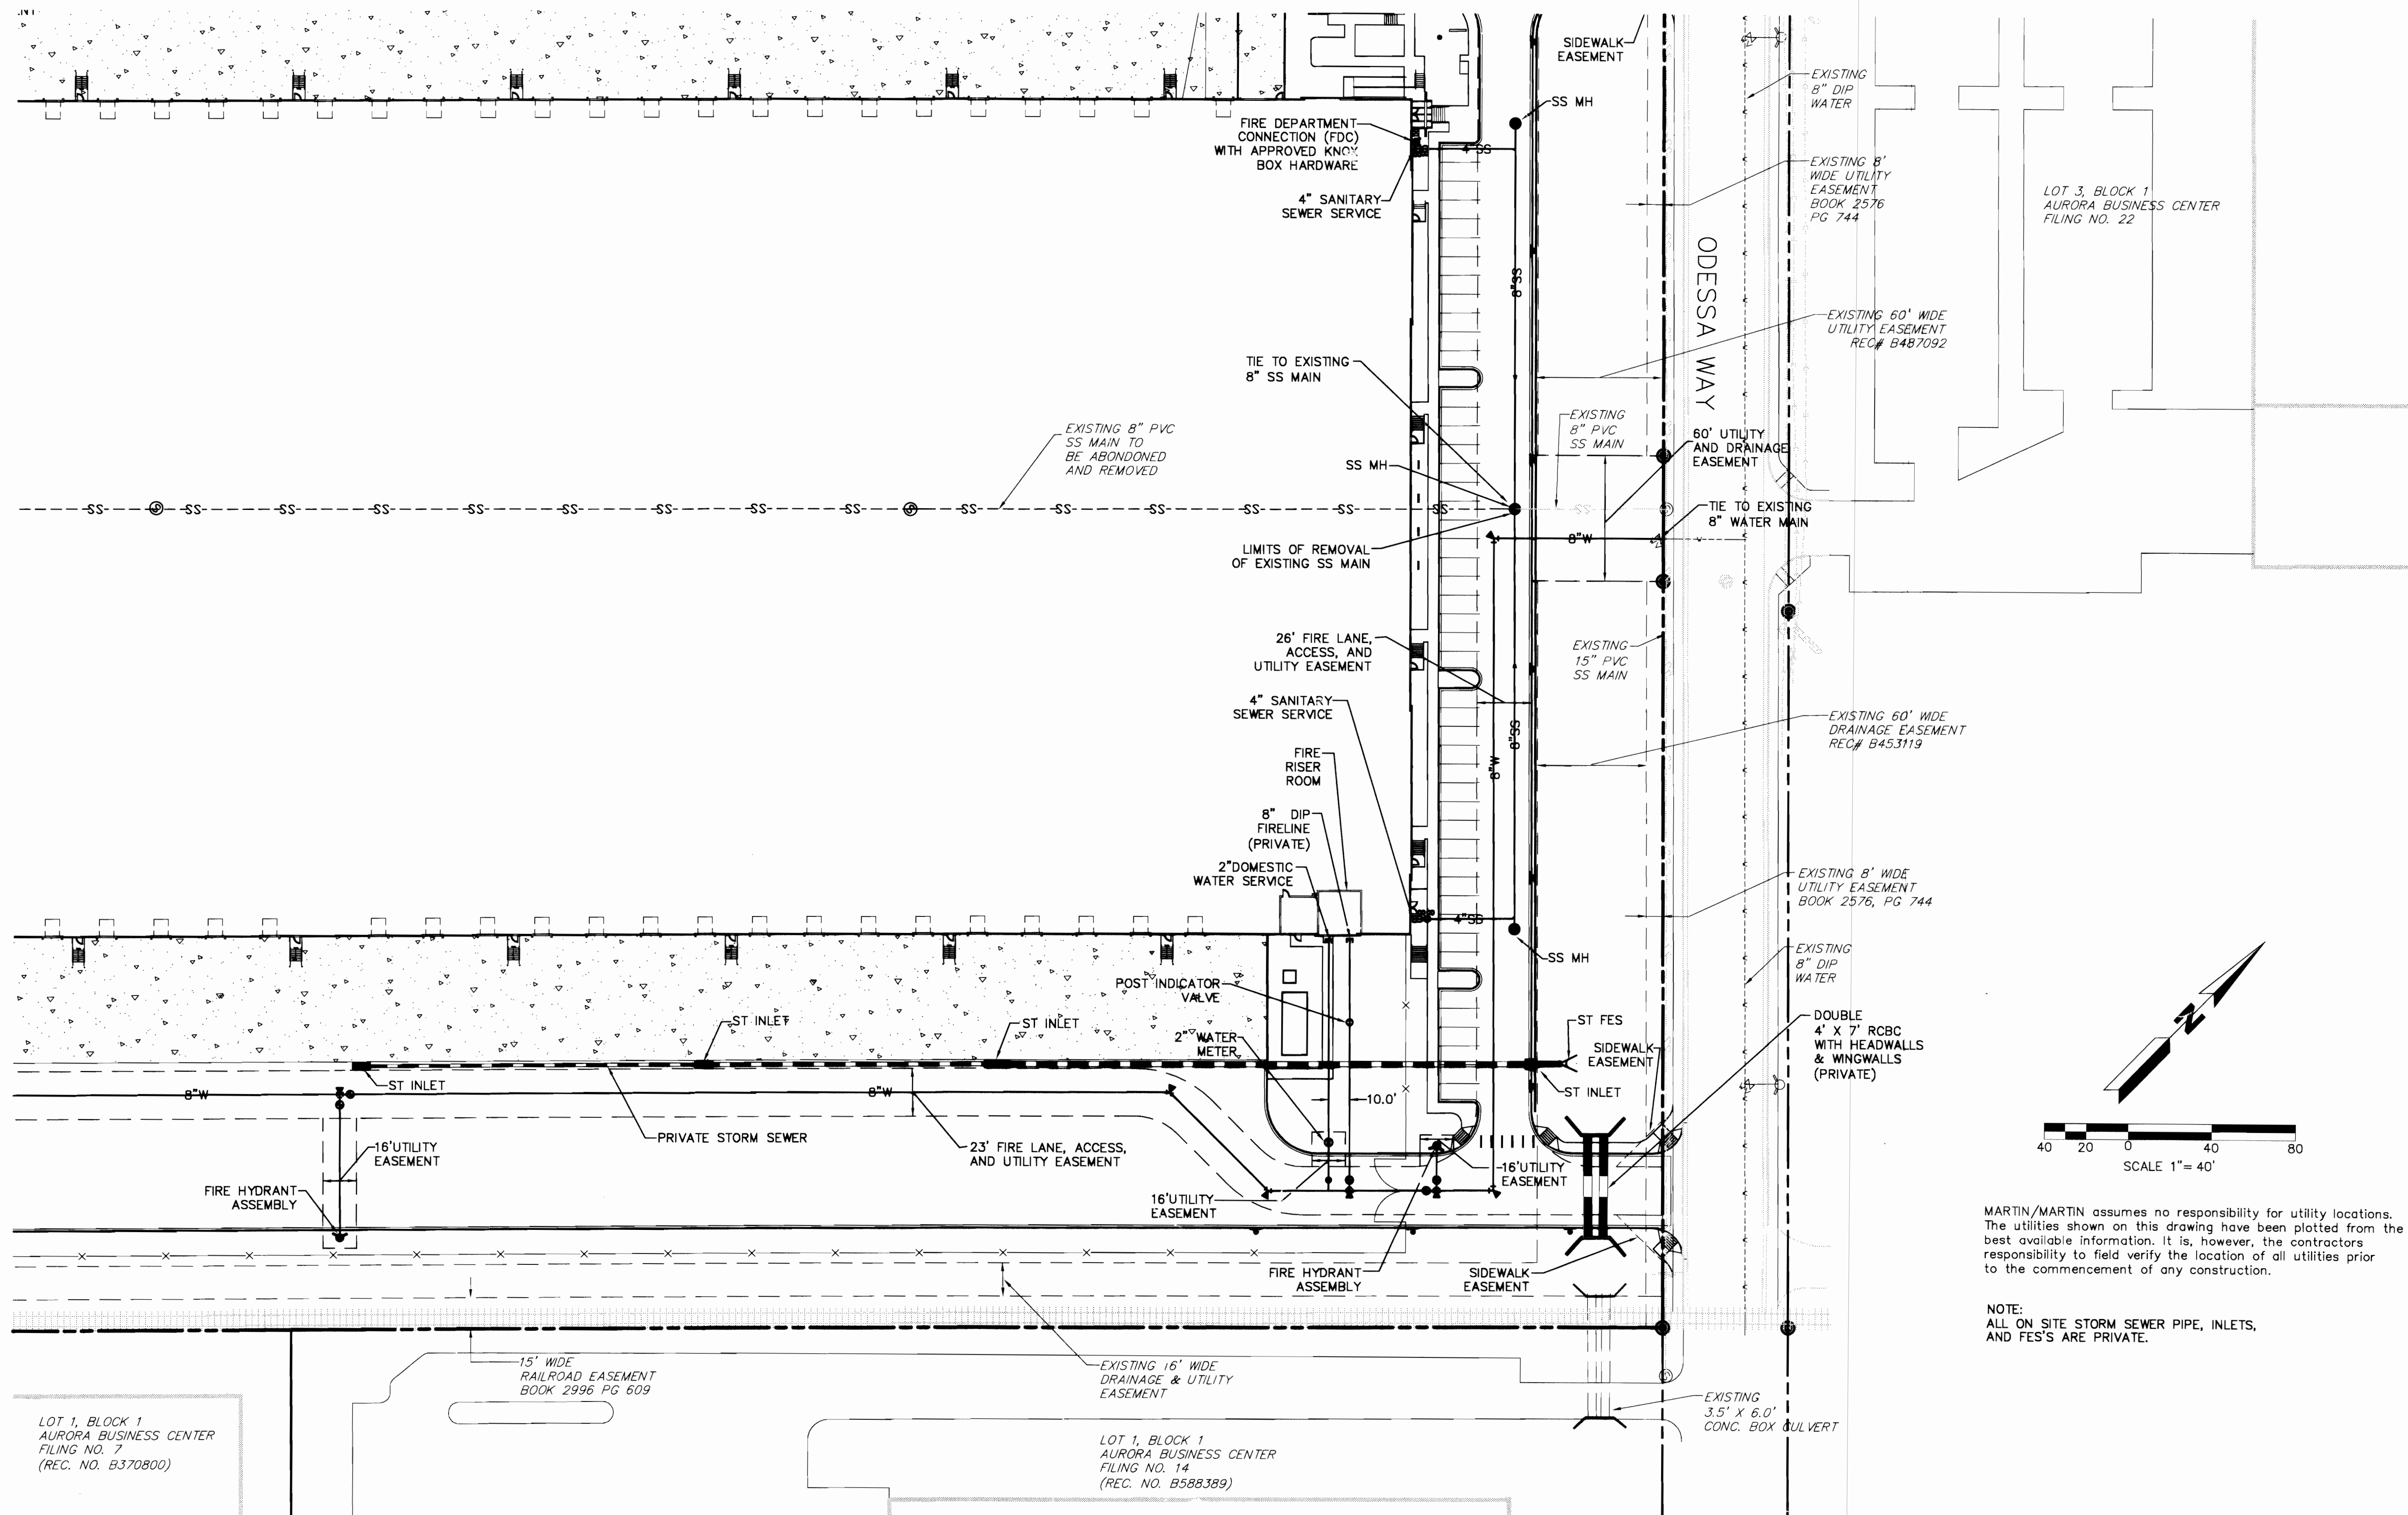 SIDEWALK
EASEMENT
EXISTING
8" DIP
WATER
SS MH
FIRE DEPARTMENT
CONNECTION (FDC)
WITH APPROVED KNOX
BOX HARDWARE
4"SS
4" SANITARY
SEWER SERVICE
EXISTING 8'
WIDE UTILITY
EASEMENT
BOOK 2576
PG 744
LOT 3, BLOCK 1
AURORA BUSINESS CENTER
FILING NO. 22
ODESSA WAY
8"SS
EXISTING 60' WIDE
UTILITY EASEMENT
REC# B487092
TIE TO EXISTING
8" SS MAIN
EXISTING 8" PVC
SS MAIN TO
BE ABONDONED
AND REMOVED
EXISTING
8" PVC
SS MAIN
60' UTILITY
AND DRAINAGE
EASEMENT
SS MH
SS SS SS SS SS SS SS SS SS SS SS SS SS SS SS SS
TIE TO EXISTING
8" WATER MAIN
8"W
LIMITS OF REMOVAL
OF EXISTING SS MAIN
26' FIRE LANE,
ACCESS, AND
UTILITY EASEMENT
EXISTING
15" PVC
SS MAIN
4" SANITARY
SEWER SERVICE
8"SS
8"W
EXISTING 60' WIDE
DRAINAGE EASEMENT
REC# B453119
FIRE
RISER
ROOM
8" DIP
FIRELINE
(PRIVATE)
2"DOMESTIC
WATER SERVICE
EXISTING 8' WIDE
UTILITY EASEMENT
BOOK 2576, PG 744
4"SS
SS MH
EXISTING
8" DIP
WATER
POST INDICATOR
VALVE
ST INLET
ST INLET
2" WATER
METER
ST FES
SIDEWALK
EASEMENT
DOUBLE
4' X 7' RCBC
WITH HEADWALLS
& WINGWALLS
(PRIVATE)
N
ST INLET
ST INLET
8"W
8"W
10.0'
PRIVATE STORM SEWER
16'UTILITY
EASEMENT
23' FIRE LANE, ACCESS,
AND UTILITY EASEMENT
16'UTILITY
EASEMENT
FIRE HYDRANT
ASSEMBLY
16'UTILITY
EASEMENT
40 20 0 40 80
SCALE 1"= 40'
MARTIN/MARTIN assumes no responsibility for utility locations.
The utilities shown on this drawing have been plotted from the
best available information. It is, however, the contractors
responsibility to field verify the location of all utilities prior
to the commencement of any construction.
FIRE HYDRANT
ASSEMBLY
SIDEWALK
EASEMENT
NOTE:
ALL ON SITE STORM SEWER PIPE, INLETS,
AND FES'S ARE PRIVATE.
15' WIDE
RAILROAD EASEMENT
BOOK 2996 PG 609
EXISTING 16' WIDE
DRAINAGE & UTILITY
EASEMENT
EXISTING
3.5' X 6.0'
CONC. BOX CULVERT
LOT 1, BLOCK 1
AURORA BUSINESS CENTER
FILING NO. 7
(REC. NO. B370800)
LOT 1, BLOCK 1
AURORA BUSINESS CENTER
FILING NO. 14
(REC. NO. B588389)